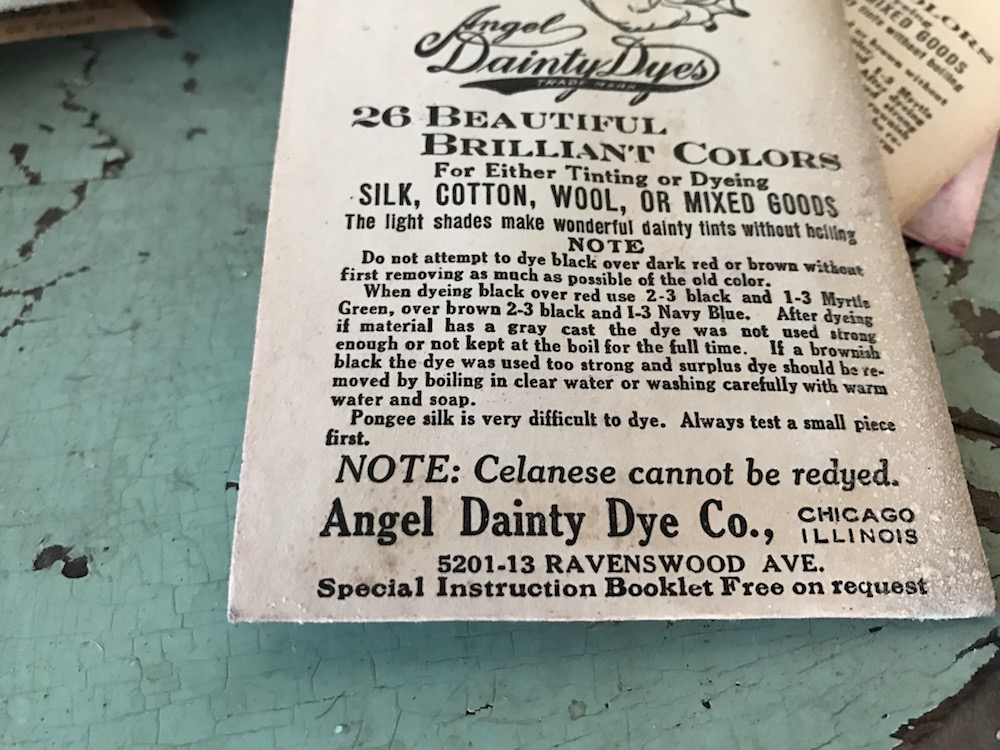 Angel
Dainty Dyes
TRADE MARK
26 BEAUTIFUL
BRILLIANT COLORS
For Either Tinting or Dyeing
SILK, COTTON, WOOL, OR MIXED GOODS
The light shades make wonderful dainty tints without boiling
NOTE
Do not attempt to dye black over dark red or brown without
first removing as much as possible of the old color.
When dyeing black over red use 2-3 black and 1-3 Myrtle
Green, over brown 2-3 black and I-3 Navy Blue. After dyeing
if material has a gray cast the dye was not used strong
enough or not kept at the boil for the full time. If a brownish
black the dye was used too strong and surplus dye should be re-
moved by boiling in clear water or washing carefully with warm
water and soap.
Pongee silk is very difficult to dye. Always test a small piece
first.
NOTE: Celanese cannot be redyed.
Angel Dainty Dye Co., CHICAGO
ILLINOIS
5201-13 RAVENSWOOD AVE.
Special Instruction Booklet Free on request
COLORS
MIXED GOODS
without boiling
or brown without
1-3 Myrtle